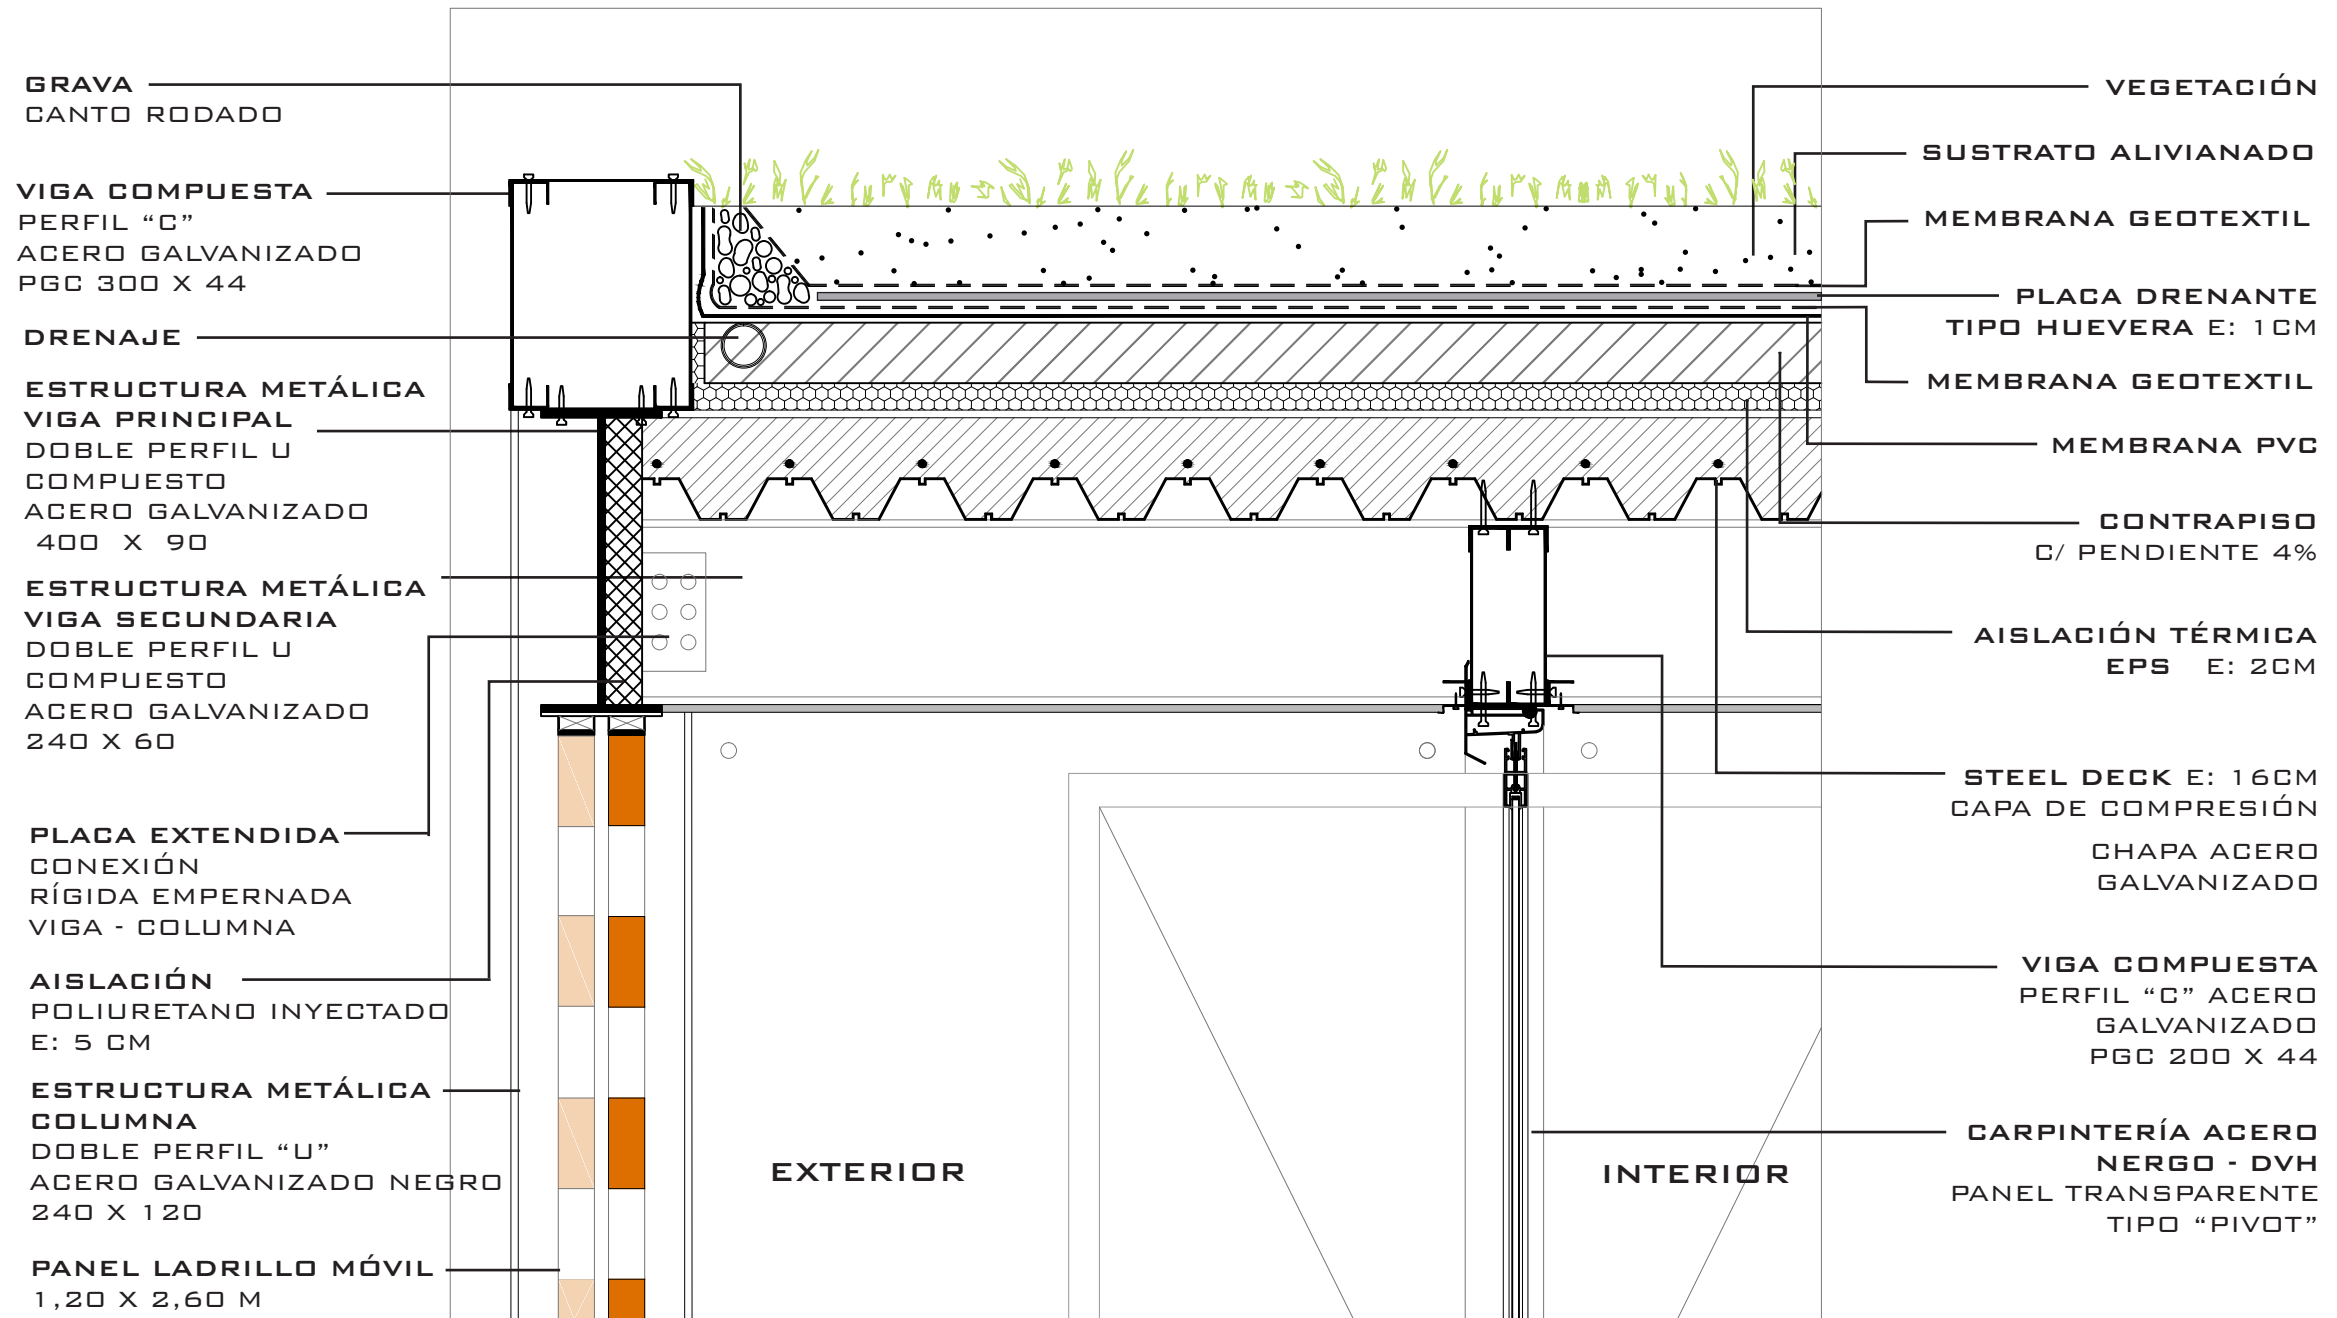 GRAVA
CANTO RODADO
VIGA COMPUESTA
PERFIL “C”
ACERO GALVANIZADO
PGC 300 X 44
DRENAJE
ESTRUCTURA METÁLICA
VIGA PRINCIPAL
DOBLE PERFIL U
COMPUESTO
ACERO GALVANIZADO
400 X 90
ESTRUCTURA METÁLICA
VIGA SECUNDARIA
DOBLE PERFIL U
COMPUESTO
ACERO GALVANIZADO
240 X 60
PLACA EXTENDIDA
CONEXIÓN
RÍGIDA EMPERNADA
VIGA - COLUMNA
AISLACIÓN
POLIURETANO INYECTADO
E: 5 CM
ESTRUCTURA METÁLICA
COLUMNA
DOBLE PERFIL “U”
ACERO GALVANIZADO NEGRO
240 X 120
PANEL LADRILLO MÓVIL
1,20 X 2,60 M
EXTERIOR
INTERIOR
VEGETACIÓN
SUSTRATO ALIVIANADO
MEMBRANA GEOTEXTIL
PLACA DRENANTE
TIPO HUEVERA E: 1CM
MEMBRANA GEOTEXTIL
MEMBRANA PVC
CONTRAPISO
C/ PENDIENTE 4%
AISLACIÓN TÉRMICA
EPS E: 2CM
STEEL DECK E: 16CM
CAPA DE COMPRESIÓN
CHAPA ACERO
GALVANIZADO
VIGA COMPUESTA
PERFIL “C” ACERO
GALVANIZADO
PGC 200 X 44
CARPINTERÍA ACERO
NERGO - DVH
PANEL TRANSPARENTE
TIPO “PIVOT”